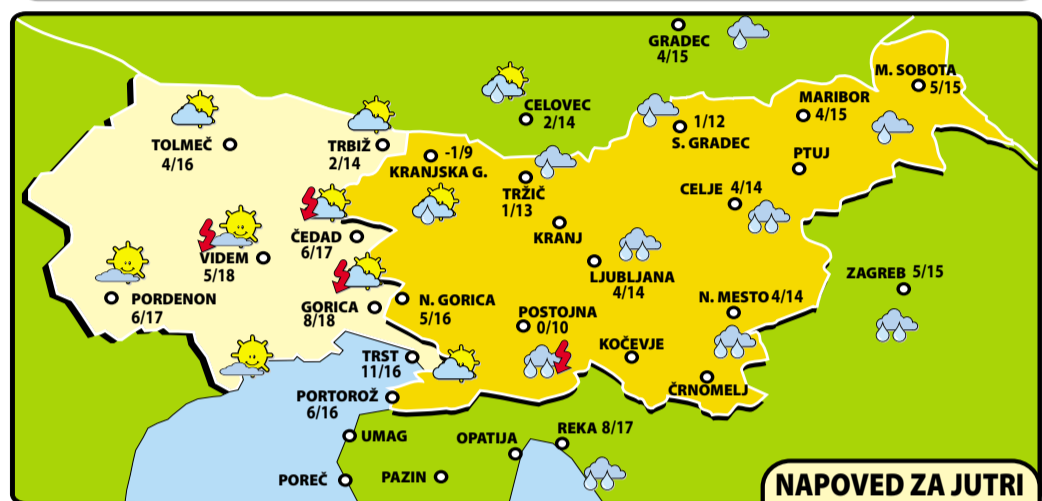 GRADEC
4/15
M. SOBOTA
5/15
CELOVEC
2/14
MARIBOR
4/15
1/12
S. GRADEC
TOLMEČ
4/16
TRBIŽ
2/14
-1/9
KRANJSKA G.
PTUJ
TRŽIČ
1/13
CELJE 4/14
KRANJ
ČEDAD
6/17
VIDEM
5/18
LJUBLJANA
4/14
ZAGREB 5/15
PORDENON
6/17
GORICA
8/18
N. GORICA
5/16
N. MESTO 4/14
POSTOJNA
0/10
KOČEVJE
TRST
11/16
ČRNOMELJ
PORTOROŽ
6/16
UMAG
OPATIJA
REKA 8/17
POREČ
PAZIN
NAPOVED ZA JUTRI